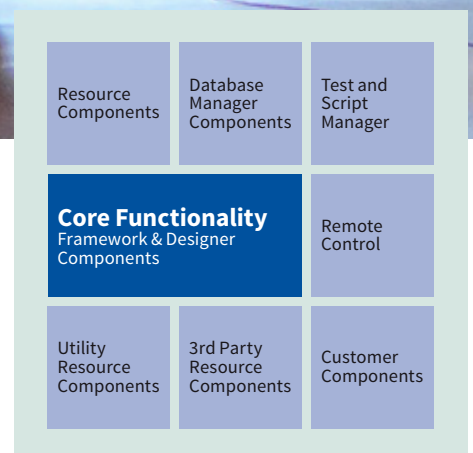 Resource
Components
Database
Manager
Components
Test and
Script
Manager
Core Functionality
Framework & Designer
Components
Remote
Control
Utility
Resource
Components
3rd Party
Resource
Components
Customer
Components